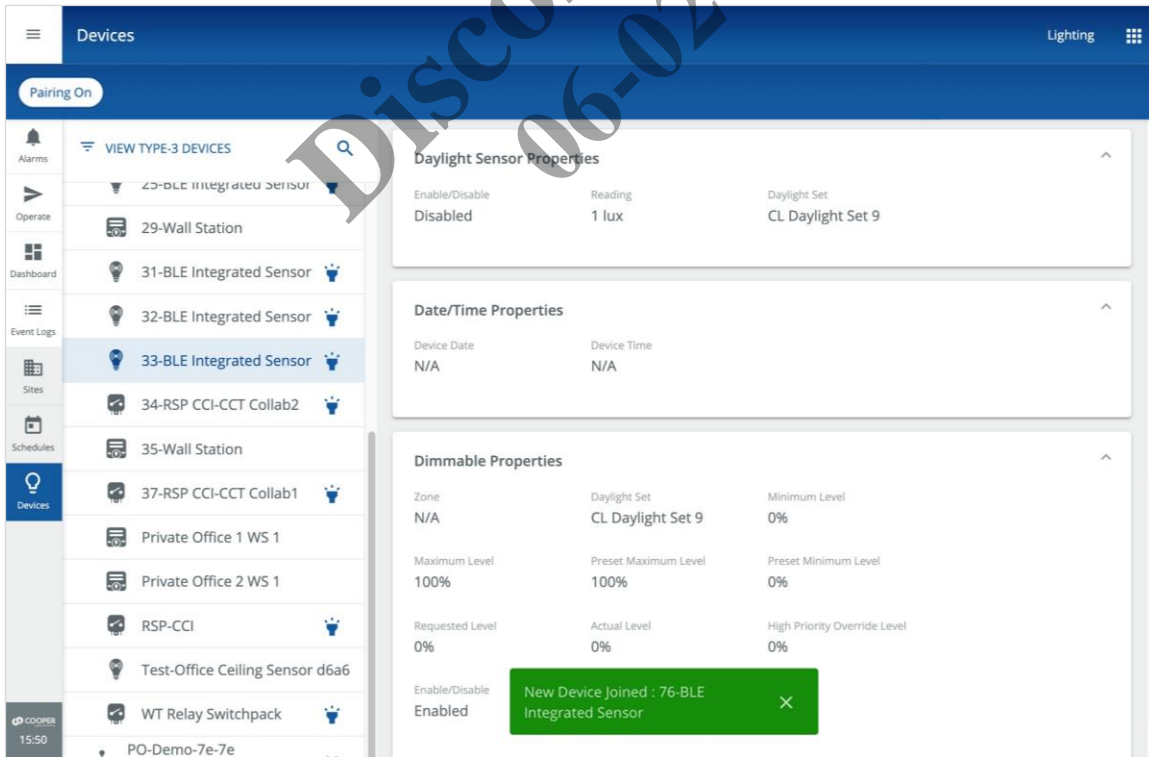 Devices
Lighting
Pairing On
Alarms
Operate
Dashboard
Event Logs
Sites
Schedules
Devices
COOPER
15:50
VIEW TYPE-3 DEVICES
25-BLE Integrated Sensor
29-Wall Station
31-BLE Integrated Sensor
32-BLE Integrated Sensor
33-BLE Integrated Sensor
34-RSP CCI-CCT Collab2
35-Wall Station
37-RSP CCI-CCT Collab1
Private Office 1 WS 1
Private Office 2 WS 1
RSP-CCI
Test-Office Ceiling Sensor d6a6
WT Relay Switchpack
PO-Demo-7e-7e
Daylight Sensor Properties
Enable/Disable Reading Daylight Set
Disabled 1 lux CL Daylight Set 9
Date/Time Properties
Device Date Device Time
N/A N/A
Dimmable Properties
Zone Daylight Set Minimum Level
N/A CL Daylight Set 9 0%
Maximum Level Preset Maximum Level Preset Minimum Level
100% 100% 0%
Requested Level Actual Level High Priority Override Level
0% 0% 0%
Enable/Disable
Enabled
New Device Joined : 76-BLE
Integrated Sensor
06-02